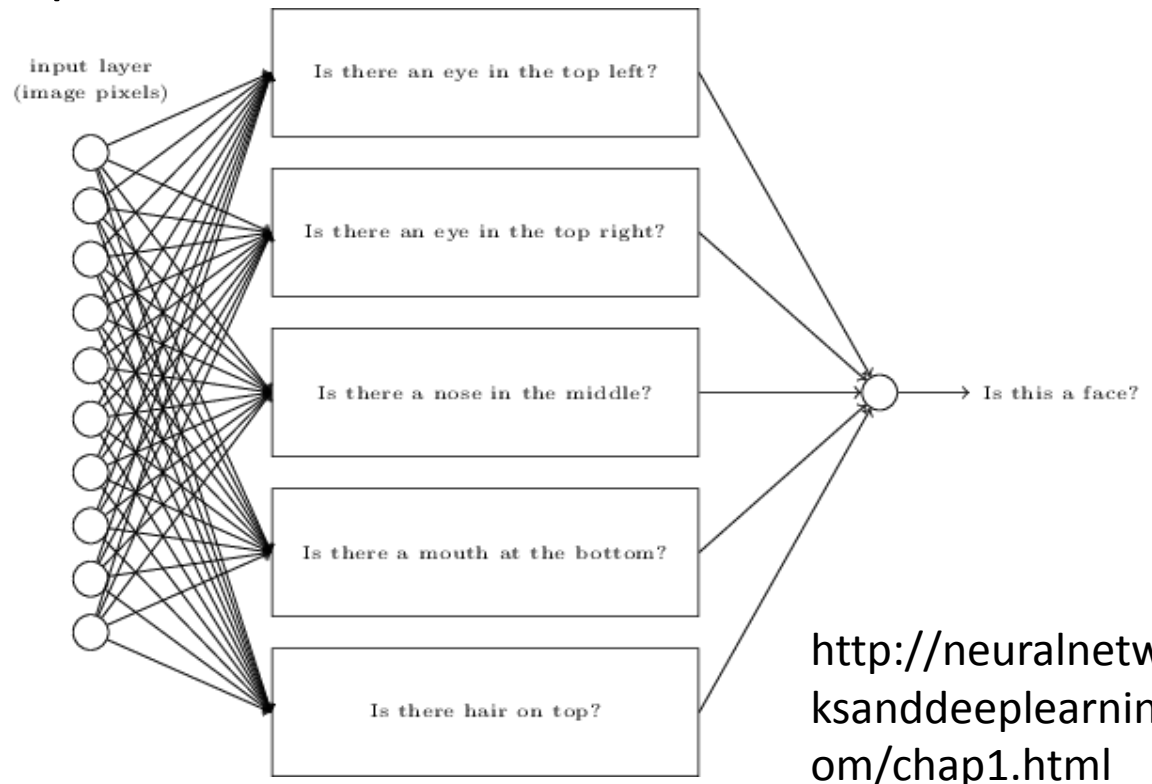 input layer
(image pixels)
Is there an eye in the top left?
Is there an eye in the top right?
Is there a nose in the middle?
Is this a face?
Is there a mouth at the bottom?
Is there hair on top?
http://neuralnetw
ksanddeeplearnin
om/chap1.html